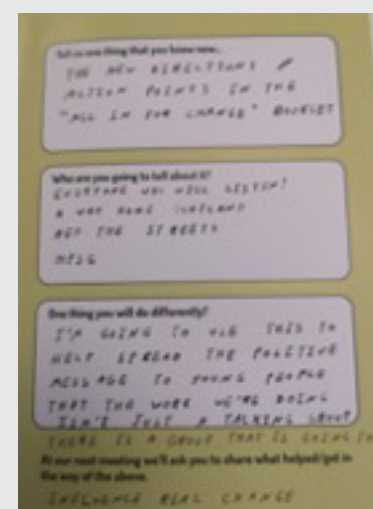 Tell us one thing that you know now...
THE NEW DIRECTIONS /
ACTION POINTS IN THE
"ALL IN FOR CHANGE" BOOKLET
Who are you going to tell about it?
EVERYONE WHO WILL LISTEN!
A WAY HOME SCOTLAND
AND THE STREETS
One thing you will do differently?
I'M GOING TO USE THIS TO
HELP SPREAD THE POSITIVE
MESSAGE TO YOUNG PEOPLE
THAT THE WORK WE'RE DOING
ISN'T JUST A TALKING GROUP
THERE IS A GROUP THAT IS GOING TO
At our next meeting we'll ask you to share what helped/got in
the way of the above.
INFLUENCE REAL CHANGE